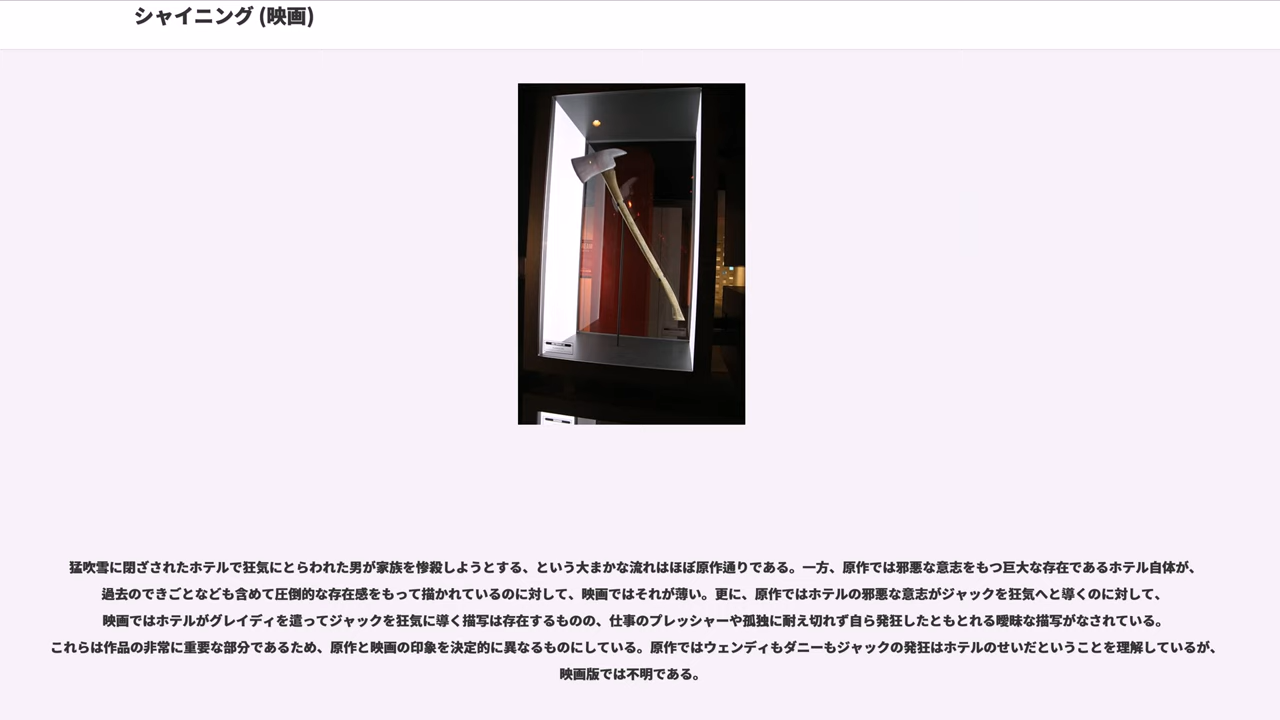 シャイニング (映画)
猛吹雪に閉ざされたホテルで狂気にとらわれた男が家族を惨殺しようとする、という大まかな流れはほぼ原作通りである。一方、原作では邪悪な意志をもつ巨大な存在であるホテル自体が、
過去のできごとなども含めて圧倒的な存在感をもって描かれているのに対して、映画ではそれが薄い。更に、原作ではホテルの邪悪な意志がジャックを狂気へと導くのに対して、
映画ではホテルがグレイディを遣ってジャックを狂気に導く描写は存在するものの、仕事のプレッシャーや孤独に耐え切れず自ら発狂したともとれる曖昧な描写がなされている。
これらは作品の非常に重要な部分であるため、原作と映画の印象を決定的に異なるものにしている。原作ではウェンディもダニーもジャックの発狂はホテルのせいだということを理解しているが、
映画版では不明である。